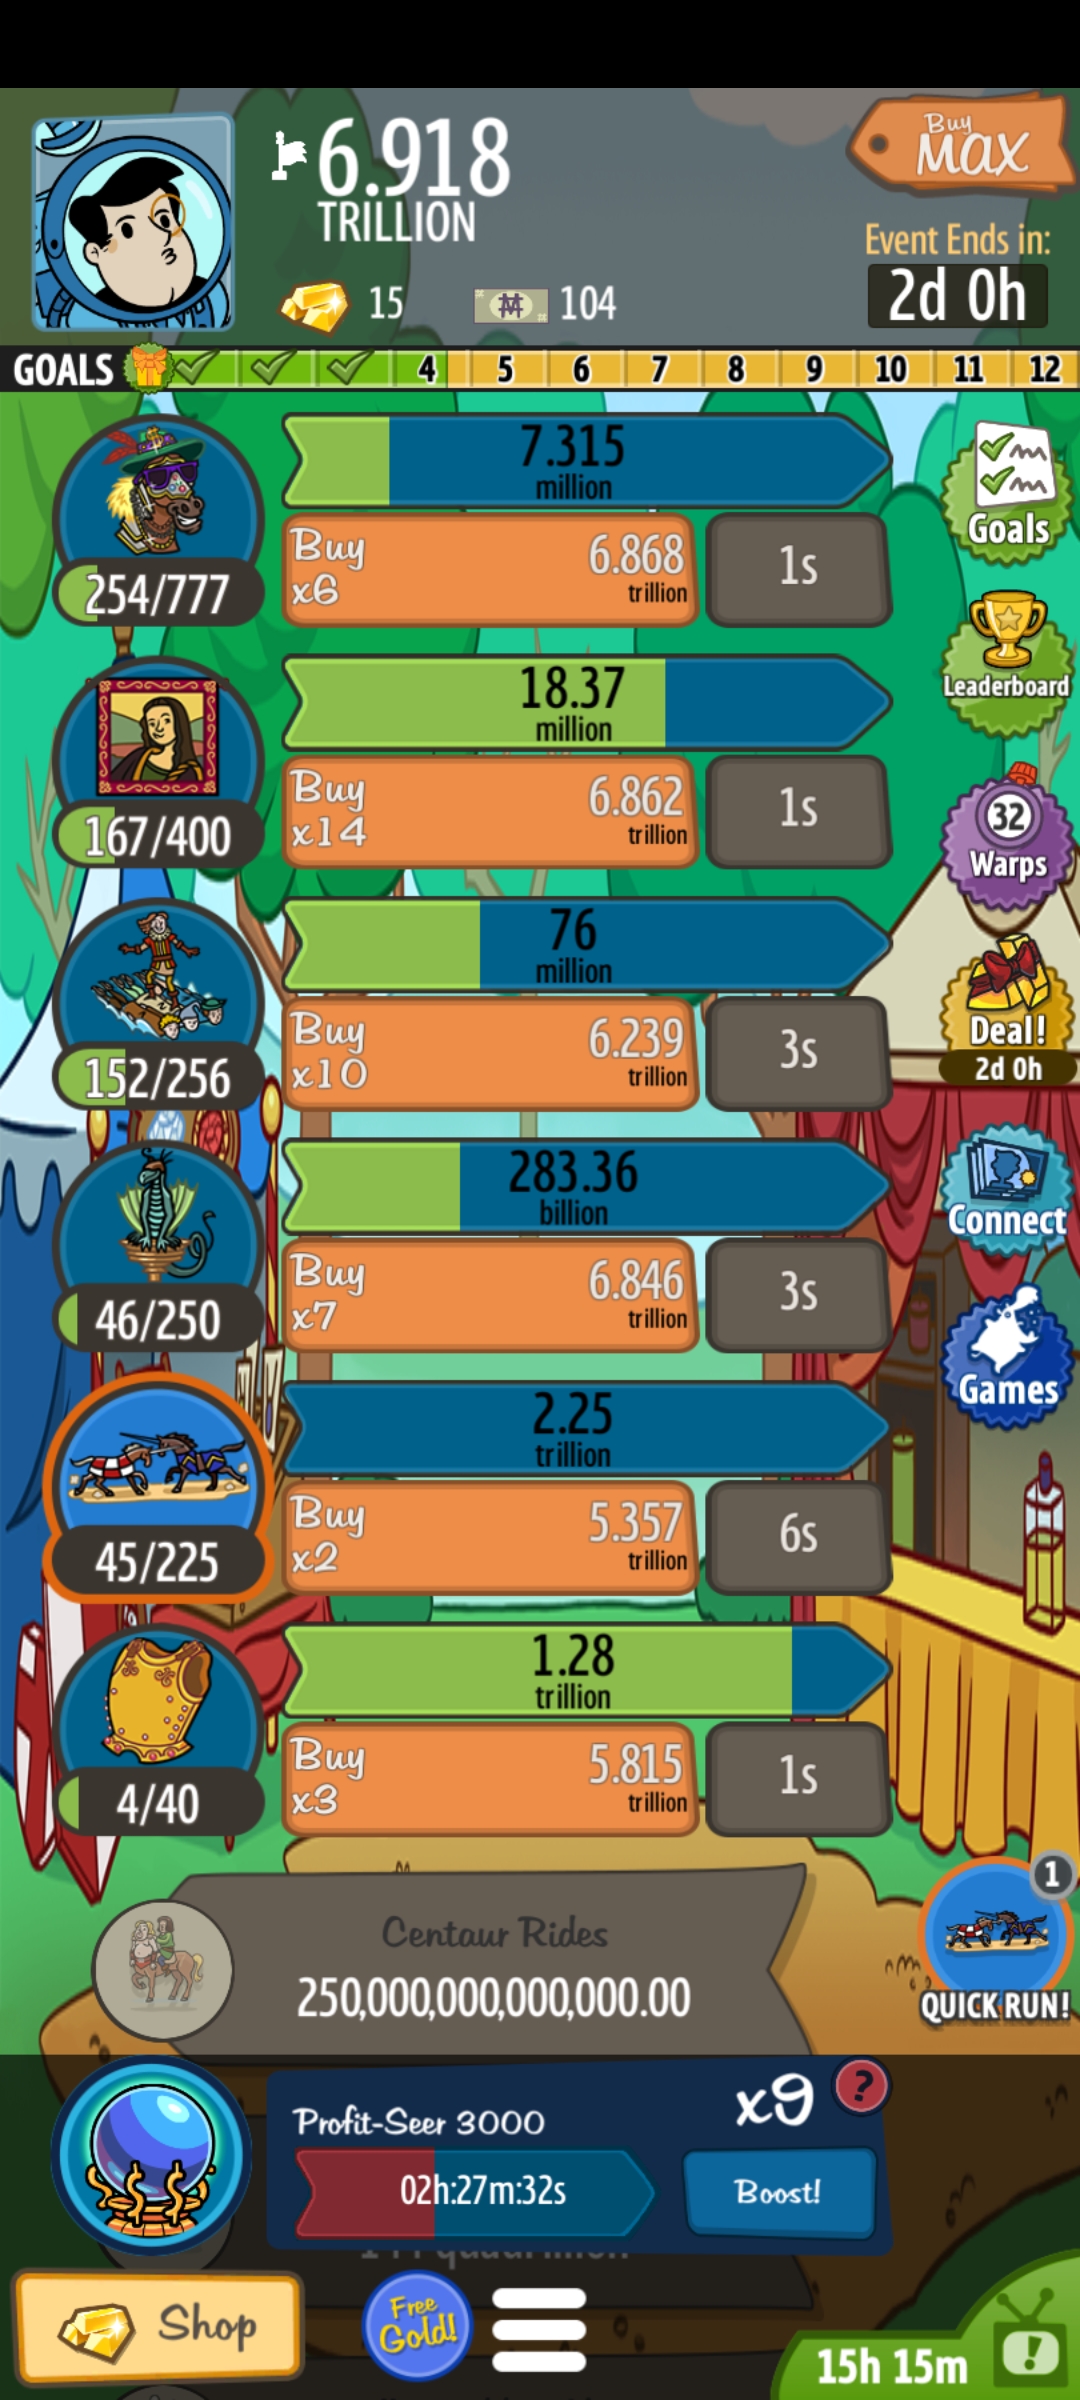 6.918
TRILLION
15
104
Buy
MAX
Event Ends in:
2d 0h
GOALS 4 5 6 7 8 9 10 11 12
7.315
million
254/777
Buy
x6
6.868
trillion
1s
Goals
18.37
million
167/400
Buy
x14
6.862
trillion
1s
Leaderboard
32
Warps
76
million
152/256
Buy
x10
6.239
trillion
3s
Deal!
2d 0h
283.36
billion
46/250
Buy
x7
6.846
trillion
3s
Connect
2.25
trillion
45/225
Buy
x2
5.357
trillion
6s
Games
1.28
trillion
4/40
Buy
x3
5.815
trillion
1s
Centaur Rides
250,000,000,000,000.00
1
QUICK RUN!
Profit-Seer 3000
x9
?
02h:27m:32s
Boost!
Shop
Free
Gold!
15h 15m
!